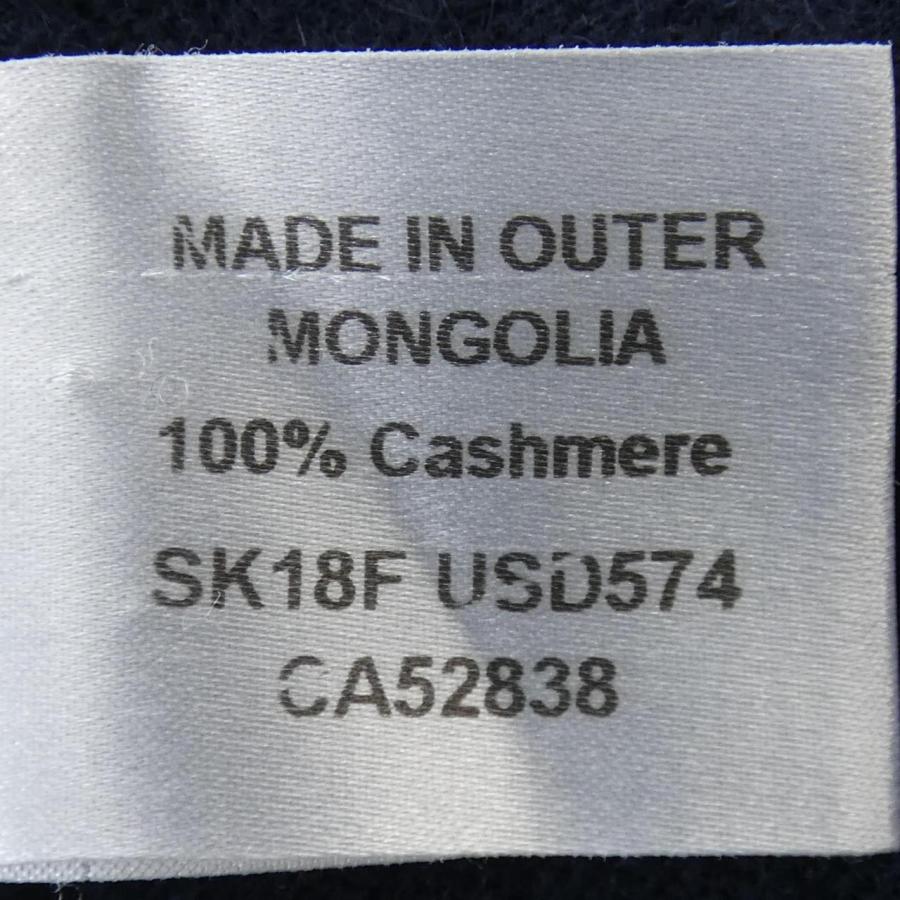 MADE IN OUTER
MONGOLIA
100% Cashmere
SK18F USD574
CA52838